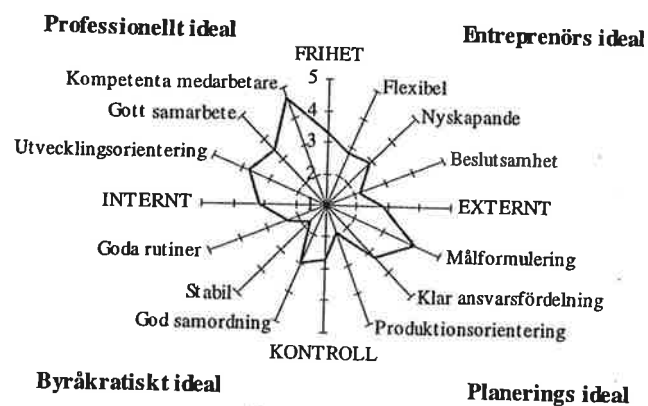 Professionellt ideal
Entreprenörs ideal
FRIHET
5
Kompetenta medarbetare
Flexibel
4
Gott samarbete
Nyskapande
3
Utvecklingsorientering
Beslutsamhet
2
INTERNT
EXTERNT
Goda rutiner
Målformulering
Stabil
Klar ansvarsfördelning
God samordning
Produktionsorientering
KONTROLL
Byråkratiskt ideal
Planerings ideal